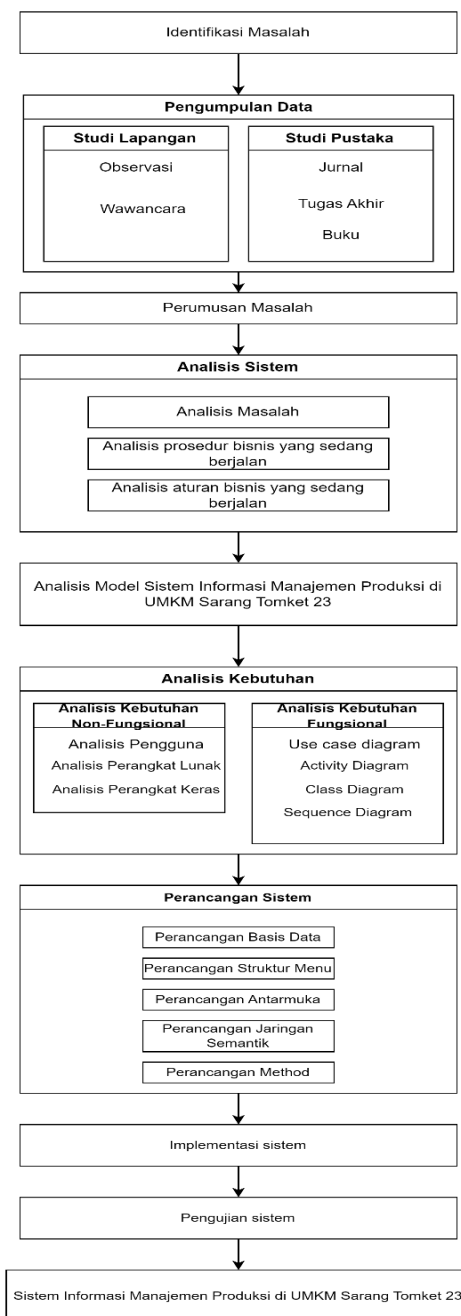 Identifikasi Masalah
Pengumpulan Data
Studi Lapangan
Observasi
Wawancara
Studi Pustaka
Jurnal
Tugas Akhir
Buku
Perumusan Masalah
Analisis Sistem
Analisis Masalah
Analisis prosedur bisnis yang sedang
berjalan
Analisis aturan bisnis yang sedang
berjalan
Analisis Model Sistem Informasi Manajemen Produksi di
UMKM Sarang Tomket 23
Analisis Kebutuhan
Analisis Kebutuhan
Non-Fungsional
Analisis Pengguna
Analisis Perangkat Lunak
Analisis Perangkat Keras
Analisis Kebutuhan
Fungsional
Use case diagram
Activity Diagram
Class Diagram
Sequence Diagram
Perancangan Sistem
Perancangan Basis Data
Perancangan Struktur Menu
Perancangan Antarmuka
Perancangan Jaringan
Semantik
Perancangan Method
Implementasi sistem
Pengujian sistem
Sistem Informasi Manajemen Produksi di UMKM Sarang Tomket 23